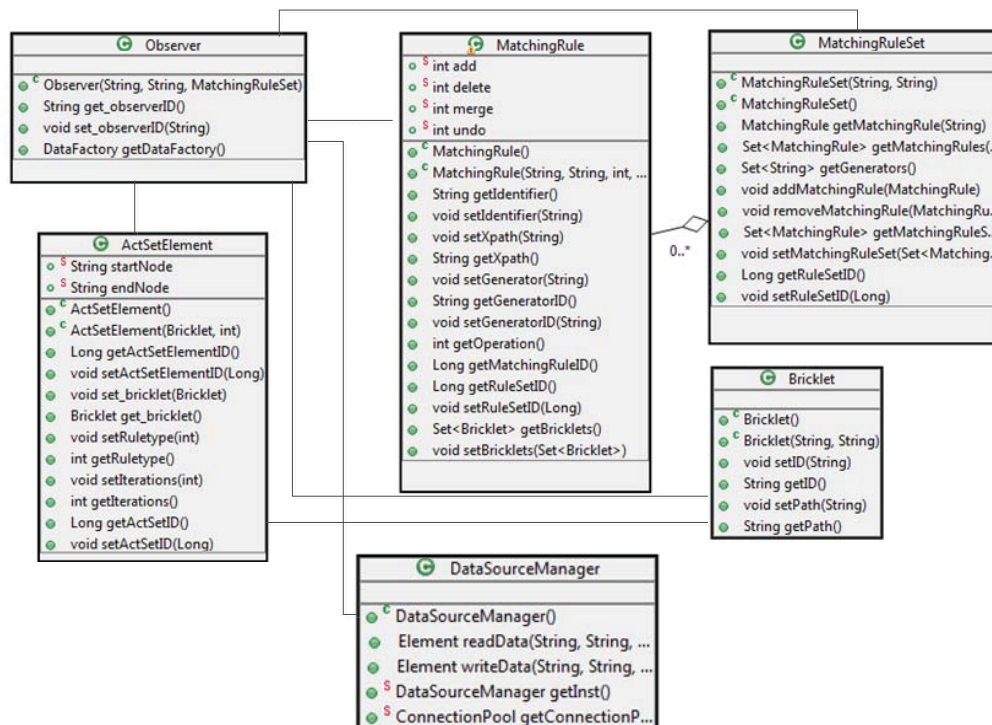 Observer
Observer(String, String, MatchingRuleSet)
String get_observerID()
void set_observerID(String)
DataFactory getDataFactory()
MatchingRule
S int add
S int delete
S int merge
S int undo
C MatchingRule()
C MatchingRule(String, String, int, ...
String getIdentifier()
void setIdentifier(String)
void setXpath(String)
String getXpath()
void setGenerator(String)
String getGeneratorID()
void setGeneratorID(String)
int getOperation()
Long getMatchingRuleID()
Long getRuleSetID()
void setRuleSetID(Long)
Set<Bricklet> getBricklets()
void setBricklets(Set<Bricklet>)
MatchingRuleSet
C MatchingRuleSet(String, String)
C MatchingRuleSet()
MatchingRule getMatchingRule(String)
Set<MatchingRule> getMatchingRules(..
Set<String> getGenerators()
void addMatchingRule(MatchingRule)
void removeMatchingRule(MatchingRu..
Set<MatchingRule> getMatchingRuleS..
void setMatchingRuleSet(Set<Matching..
Long getRuleSetID()
void setRuleSetID(Long)
0..*
ActSetElement
S String startNode
S String endNode
C ActSetElement()
C ActSetElement(Bricklet, int)
Long getActSetElementID()
void setActSetElementID(Long)
void set_bricklet(Bricklet)
Bricklet get_bricklet()
void setRuletype(int)
int getRuletype()
void setIterations(int)
int getIterations()
Long getActSetID()
void setActSetID(Long)
Bricklet
C Bricklet()
C Bricklet(String, String)
void setID(String)
String getID()
void setPath(String)
String getPath()
DataSourceManager
C DataSourceManager()
Element readData(String, String, ...
Element writeData(String, String, ...
S DataSourceManager getInst()
S ConnectionPool getConnectionP...